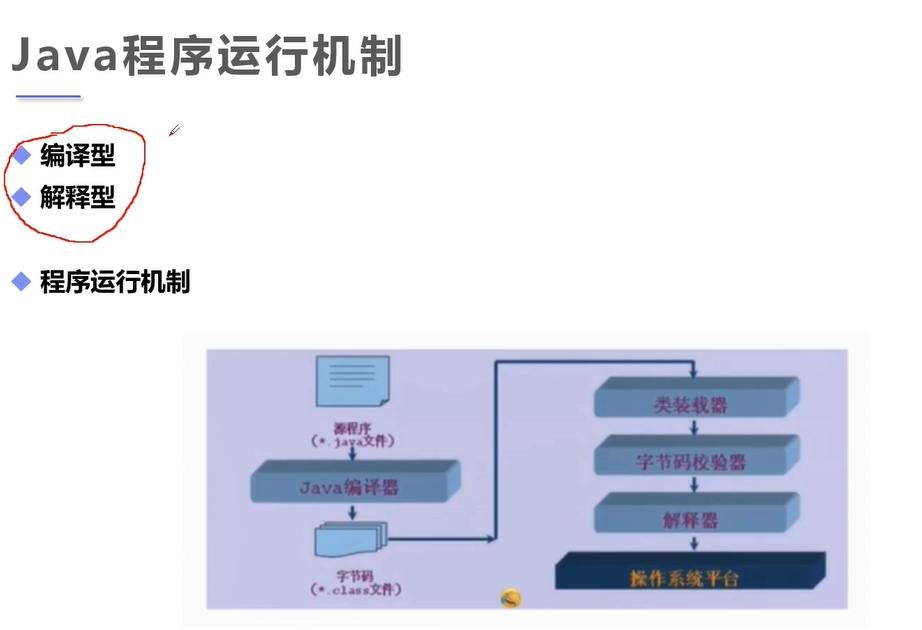 Java程序运行机制
编译型
解释型
程序运行机制
源程序
(*.java文件)
Java编译器
字节码
(*.class文件)
类装载器
字节码校验器
解释器
操作系统平台